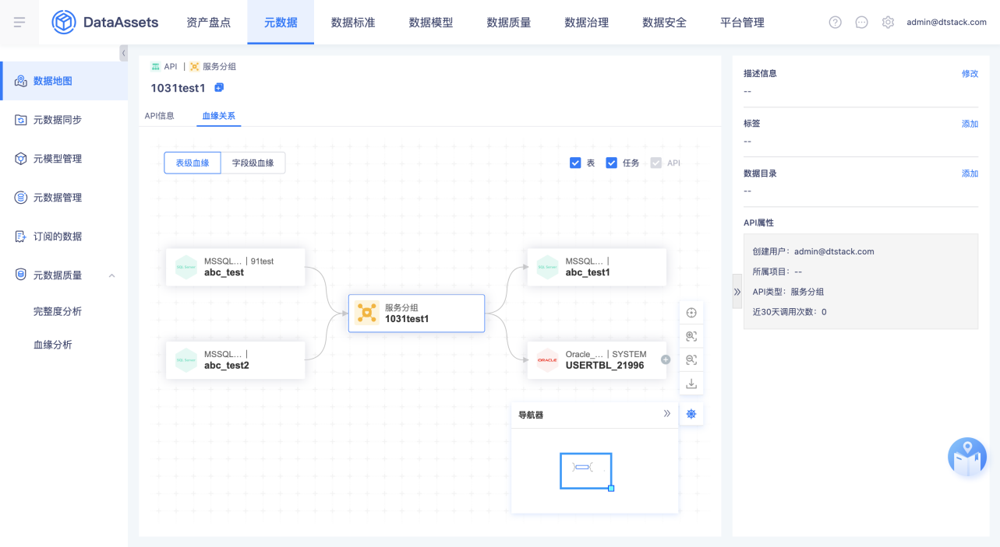 DataAssets
资产盘点
元数据
数据标准
数据模型
数据质量
数据治理
数据安全
平台管理
admin@dtstack.com
数据地图
元数据同步
元模型管理
元数据管理
订阅的数据
元数据质量
完整度分析
血缘分析
API | 服务分组
1031test1
API信息
血缘关系
表级血缘
字段级血缘
表
任务
API
SQL Server
MSSQL... | 91test
abc_test
SQL Server
MSSQL... |
abc_test2
服务分组
1031test1
SQL Server
MSSQL... |
abc_test1
ORACLE
Oracle_... | SYSTEM
USERTBL_21996
导航器
描述信息
修改
--
标签
添加
--
数据目录
添加
--
API属性
创建用户：admin@dtstack.com
所属项目：--
API类型：服务分组
近30天调用次数：0